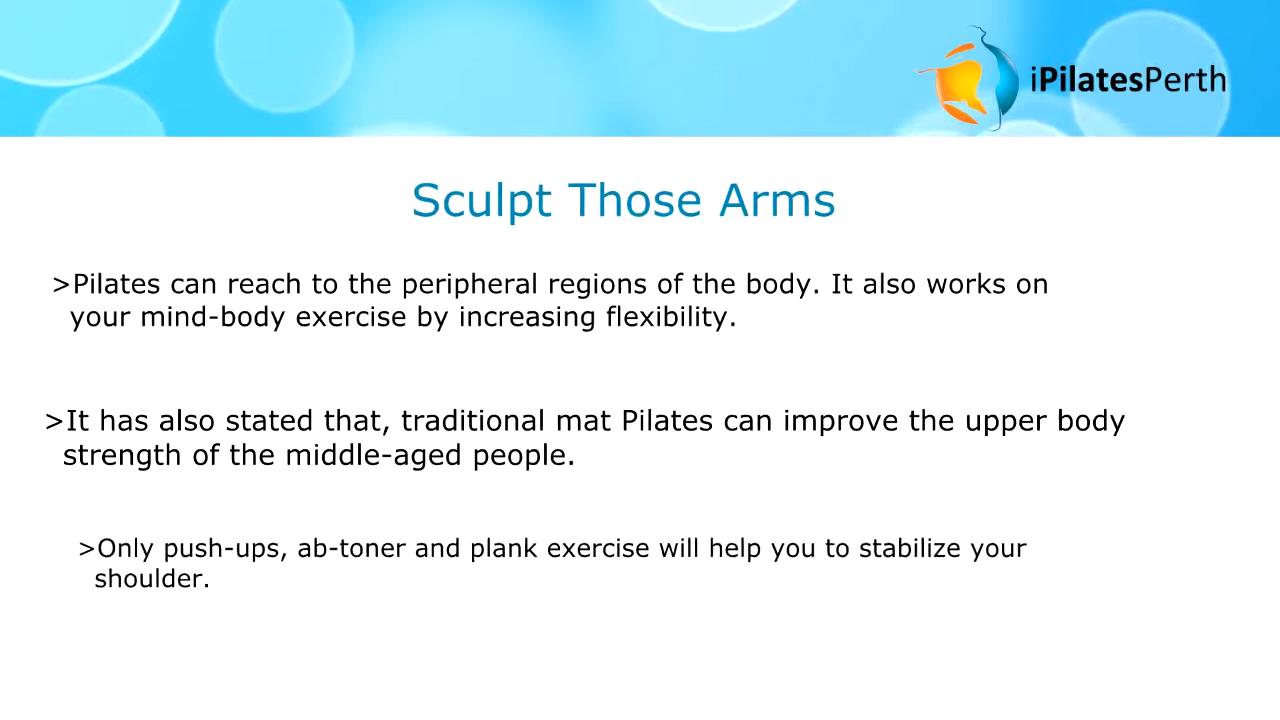 iPilatesPerth
Sculpt Those Arms
>Pilates can reach to the peripheral regions of the body. It also works on
your mind-body exercise by increasing flexibility.
>It has also stated that, traditional mat Pilates can improve the upper body
strength of the middle-aged people.
>Only push-ups, ab-toner and plank exercise will help you to stabilize your
shoulder.